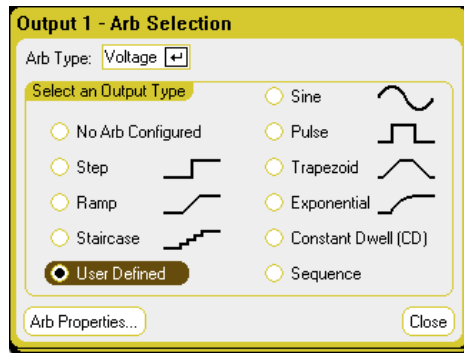 Output 1 - Arb Selection
Arb Type: Voltage
Select an Output Type
No Arb Configured
Step
Ramp
Staircase
User Defined
Sine
Pulse
Trapezoid
Exponential
Constant Dwell (CD)
Sequence
Arb Properties...
Close